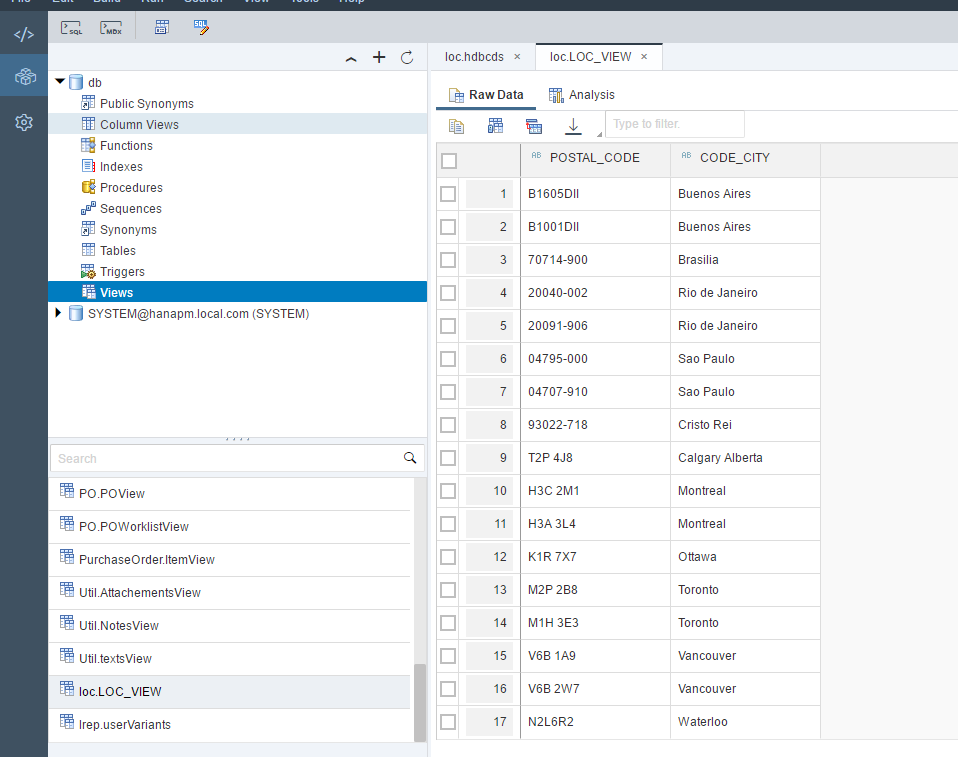 File Edit Build Run Search View Tools Help
SQL MDX SQL
db
Public Synonyms
Column Views
Functions
Indexes
Procedures
Sequences
Synonyms
Tables
Triggers
Views
SYSTEM@hanapm.local.com (SYSTEM)
Search
PO.POView
PO.POWorklistView
PurchaseOrder.ItemView
Util.AttachementsView
Util.NotesView
Util.textsView
loc.LOC_VIEW
lrep.userVariants
loc.hdbcds × loc.LOC_VIEW ×
Raw Data Analysis
Type to filter.
AB POSTAL_CODE AB CODE_CITY
1 B1605DII Buenos Aires
2 B1001DII Buenos Aires
3 70714-900 Brasilia
4 20040-002 Rio de Janeiro
5 20091-906 Rio de Janeiro
6 04795-000 Sao Paulo
7 04707-910 Sao Paulo
8 93022-718 Cristo Rei
9 T2P 4J8 Calgary Alberta
10 H3C 2M1 Montreal
11 H3A 3L4 Montreal
12 K1R 7X7 Ottawa
13 M2P 2B8 Toronto
14 M1H 3E3 Toronto
15 V6B 1A9 Vancouver
16 V6B 2W7 Vancouver
17 N2L6R2 Waterloo